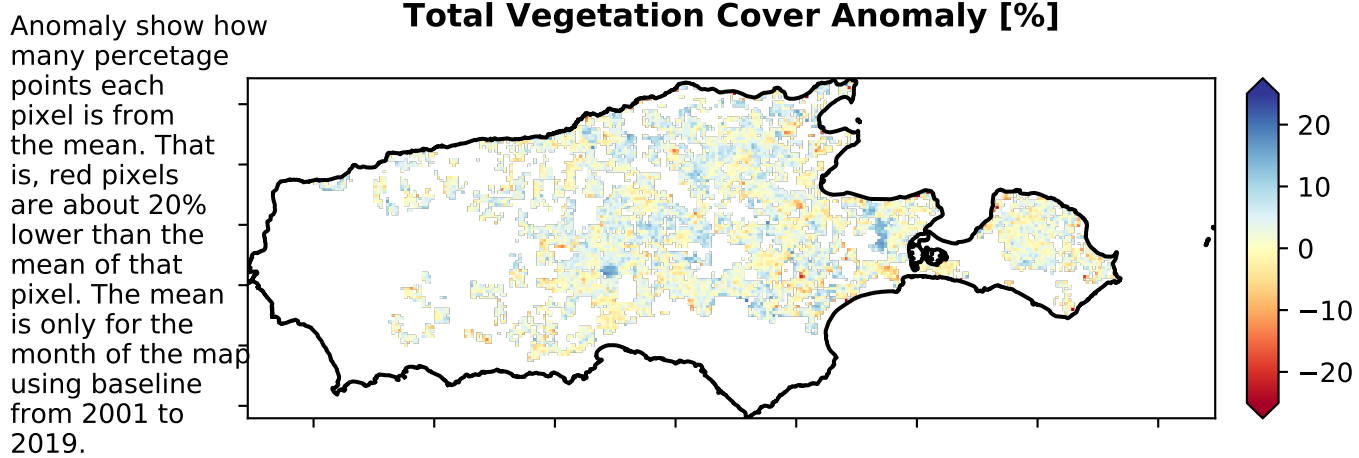 Total Vegetation Cover Anomaly [%]
Anomaly show how
many percetage
points each
pixel is from
the mean. That
is, red pixels
are about 20%
lower than the
mean of that
pixel. The mean
is only for the
month of the map
using baseline
from 2001 to
2019.
20
10
0
−10
−20